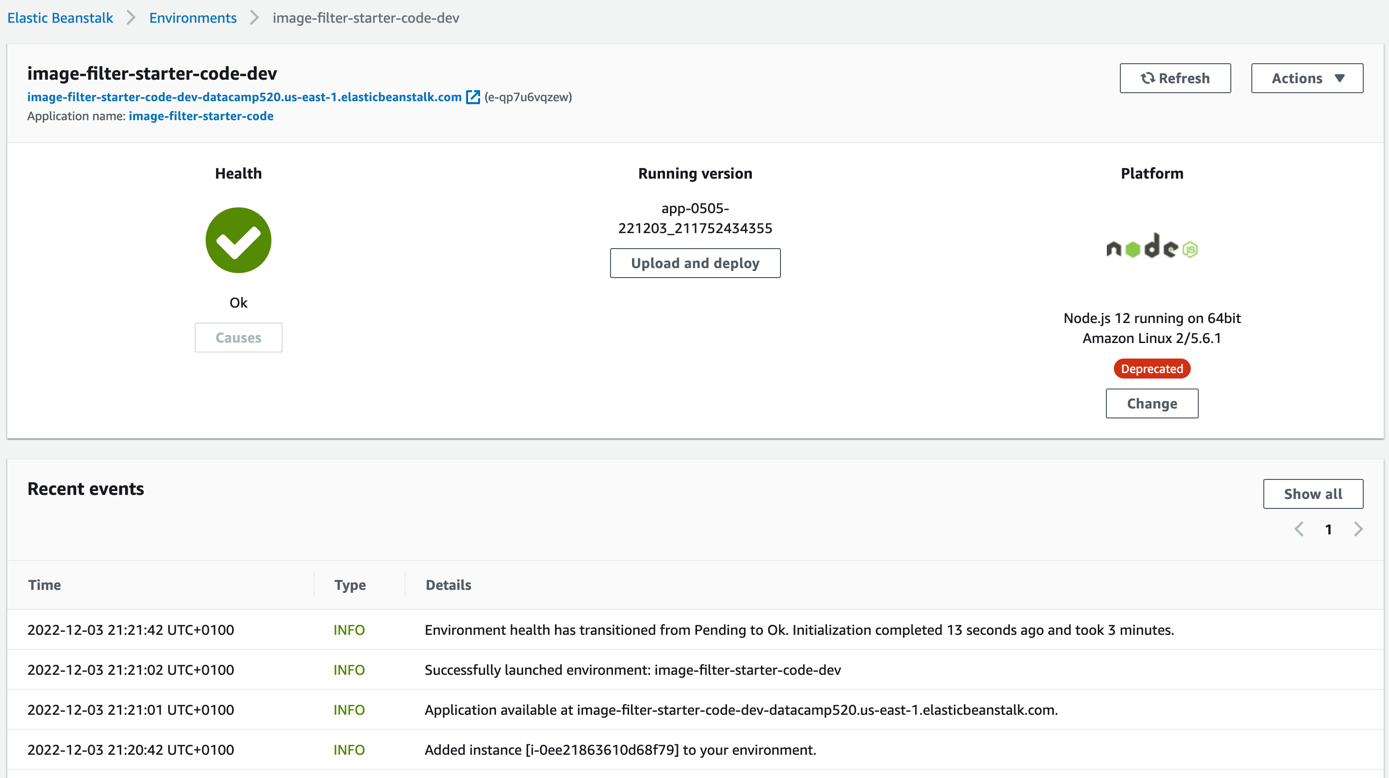 Elastic Beanstalk > Environments > image-filter-starter-code-dev
image-filter-starter-code-dev
Refresh
Actions
image-filter-starter-code-dev-datacamp520.us-east-1.elasticbeanstalk.com (e-qp7u6vqzew)
Application name: image-filter-starter-code
Health
Ok
Causes
Running version
app-0505-
221203_211752434355
Upload and deploy
Platform
node JS
Node.js 12 running on 64bit
Amazon Linux 2/5.6.1
Deprecated
Change
Recent events
Show all
< 1 >
Time Type Details
2022-12-03 21:21:42 UTC+0100 INFO Environment health has transitioned from Pending to Ok. Initialization completed 13 seconds ago and took 3 minutes.
2022-12-03 21:21:02 UTC+0100 INFO Successfully launched environment: image-filter-starter-code-dev
2022-12-03 21:21:01 UTC+0100 INFO Application available at image-filter-starter-code-dev-datacamp520.us-east-1.elasticbeanstalk.com.
2022-12-03 21:20:42 UTC+0100 INFO Added instance [i-0ee21863610d68f79] to your environment.